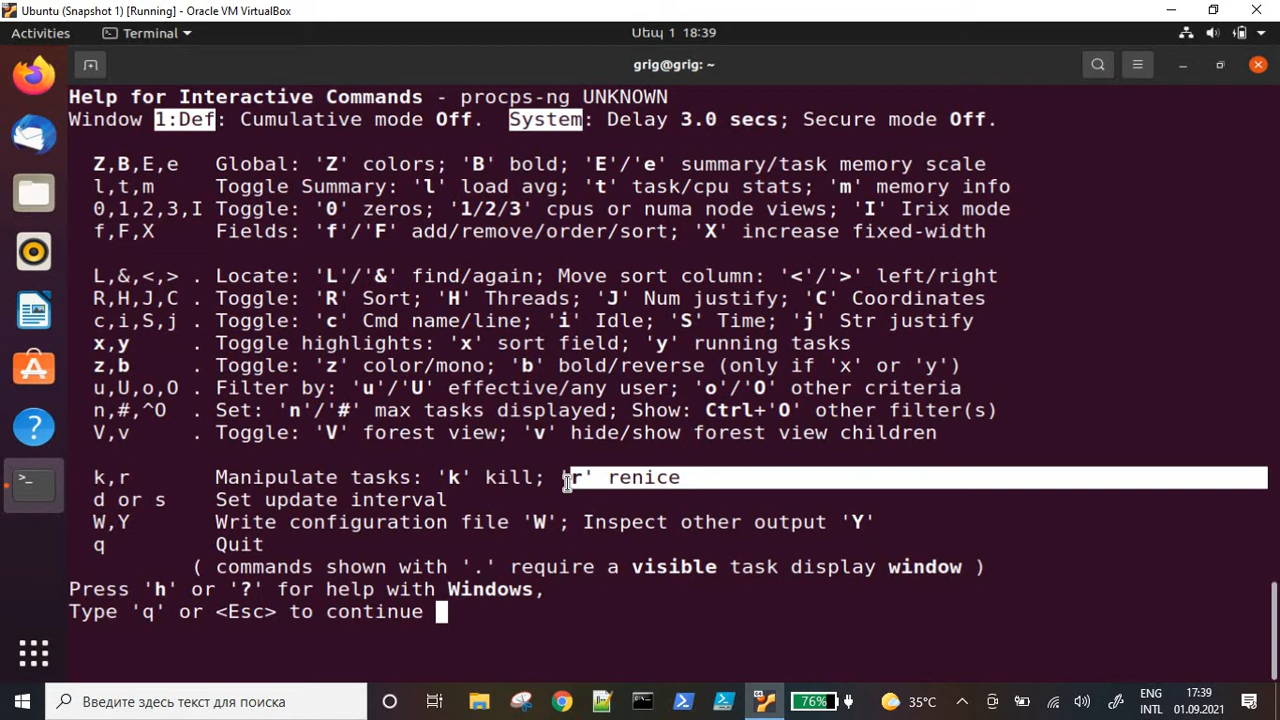 Ubuntu (Snapshot 1) [Running] - Oracle VM VirtualBox
Activities Terminal Սեպ 1 18:39
grig@grig: ~
Help for Interactive Commands - procps-ng UNKNOWN
Window 1:Def: Cumulative mode Off. System: Delay 3.0 secs; Secure mode Off.
Z,B,E,e Global: 'Z' colors; 'B' bold; 'E'/'e' summary/task memory scale
l,t,m Toggle Summary: 'l' load avg; 't' task/cpu stats; 'm' memory info
0,1,2,3,I Toggle: '0' zeros; '1/2/3' cpus or numa node views; 'I' Irix mode
f,F,X Fields: 'f'/'F' add/remove/order/sort; 'X' increase fixed-width
L,&,<,> . Locate: 'L'/'&' find/again; Move sort column: '<'/'>' left/right
R,H,J,C . Toggle: 'R' Sort; 'H' Threads; 'J' Num justify; 'C' Coordinates
c,i,S,j . Toggle: 'c' Cmd name/line; 'i' Idle; 'S' Time; 'j' Str justify
x,y . Toggle highlights: 'x' sort field; 'y' running tasks
z,b . Toggle: 'z' color/mono; 'b' bold/reverse (only if 'x' or 'y')
u,U,o,O . Filter by: 'u'/'U' effective/any user; 'o'/'O' other criteria
n,#,^O . Set: 'n'/'#' max tasks displayed; Show: Ctrl+'O' other filter(s)
V,v . Toggle: 'V' forest view; 'v' hide/show forest view children
k,r Manipulate tasks: 'k' kill; 'r' renice
d or s Set update interval
W,Y Write configuration file 'W'; Inspect other output 'Y'
q Quit
( commands shown with '.' require a visible task display window )
Press 'h' or '?' for help with Windows,
Type 'q' or <Esc> to continue
Введите здесь текст для поиска 76% 35°C ENG 17:39
INTL 01.09.2021